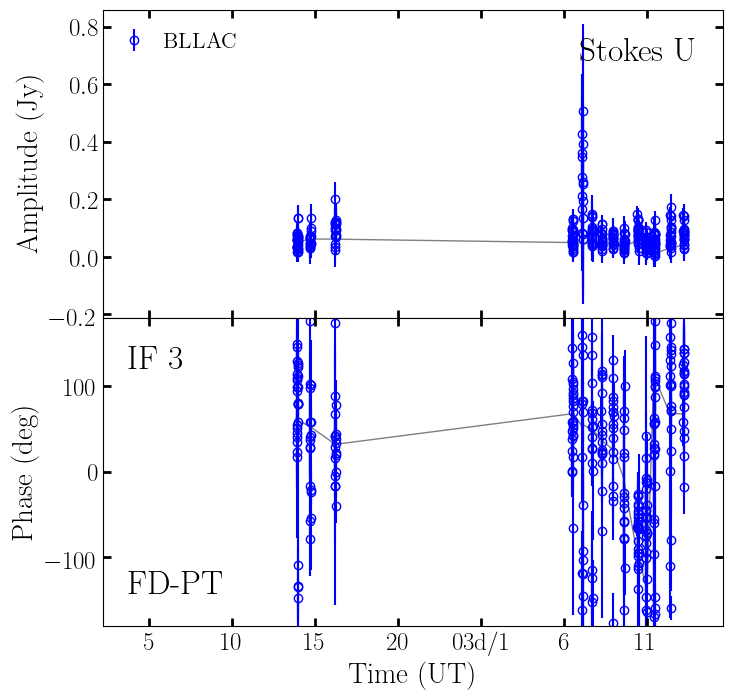 BLLAC
Stokes U
Amplitude (Jy)
0.8
0.6
0.4
0.2
0.0
−0.2
IF 3
FD-PT
Phase (deg)
100
0
−100
5 10 15 20 03d/1 6 11
Time (UT)